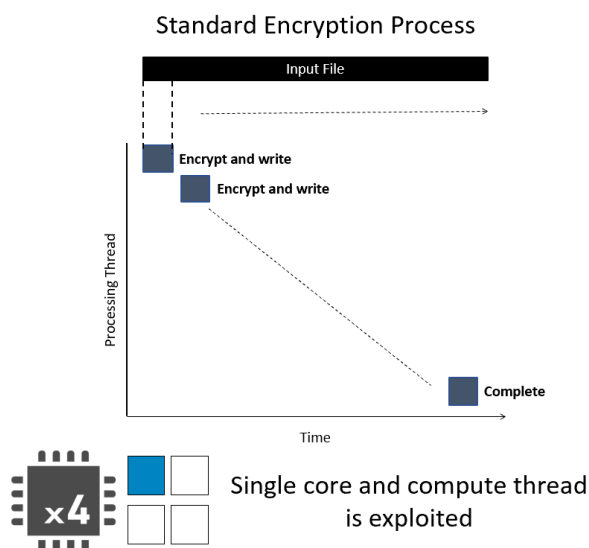 Standard Encryption Process
Input File
Encrypt and write
Encrypt and write
Processing Thread
Complete
Time
x4
Single core and compute thread
is exploited